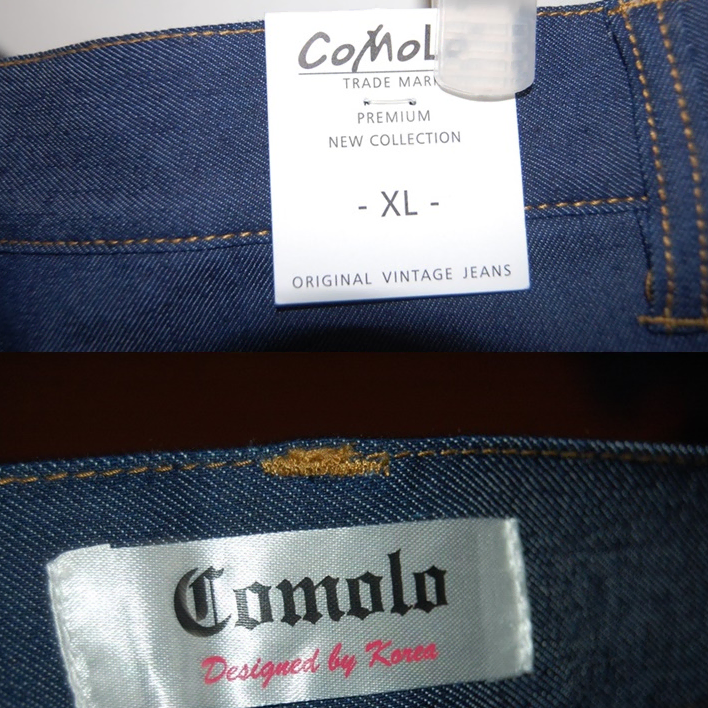 CoMoLo
TRADE MARK
PREMIUM
NEW COLLECTION
- XL -
ORIGINAL VINTAGE JEANS
Comolo
Designed by Korea